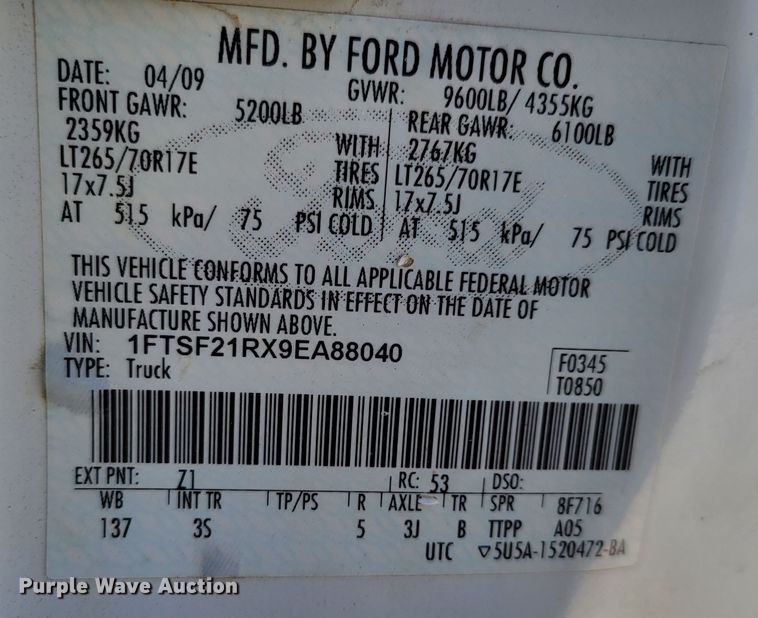 MFD. BY FORD MOTOR CO.
DATE: 04/09 GVWR: 9600LB/ 4355KG
FRONT GAWR: 5200LB REAR GAWR: 6100LB
2359KG WITH 2767KG WITH
LT265/70R17E TIRES LT265/70R17E TIRES
17x7.5J RIMS 17x7.5J RIMS
AT 515 kPa/ 75 PSI COLD AT 515 kPa/ 75 PSI COLD
THIS VEHICLE CONFORMS TO ALL APPLICABLE FEDERAL MOTOR
VEHICLE SAFETY STANDARDS IN EFFECT ON THE DATE OF
MANUFACTURE SHOWN ABOVE.
VIN: 1FTSF21RX9EA88040
TYPE: Truck
F0345
T0850
EXT PNT: Z1 RC: 53 DSO:
WB INT TR TP/PS R AXLE TR SPR 8F716
137 3S 5 3J B TTPP A05
UTC ▽5U5A-1520472-BA
Purple Wave Auction